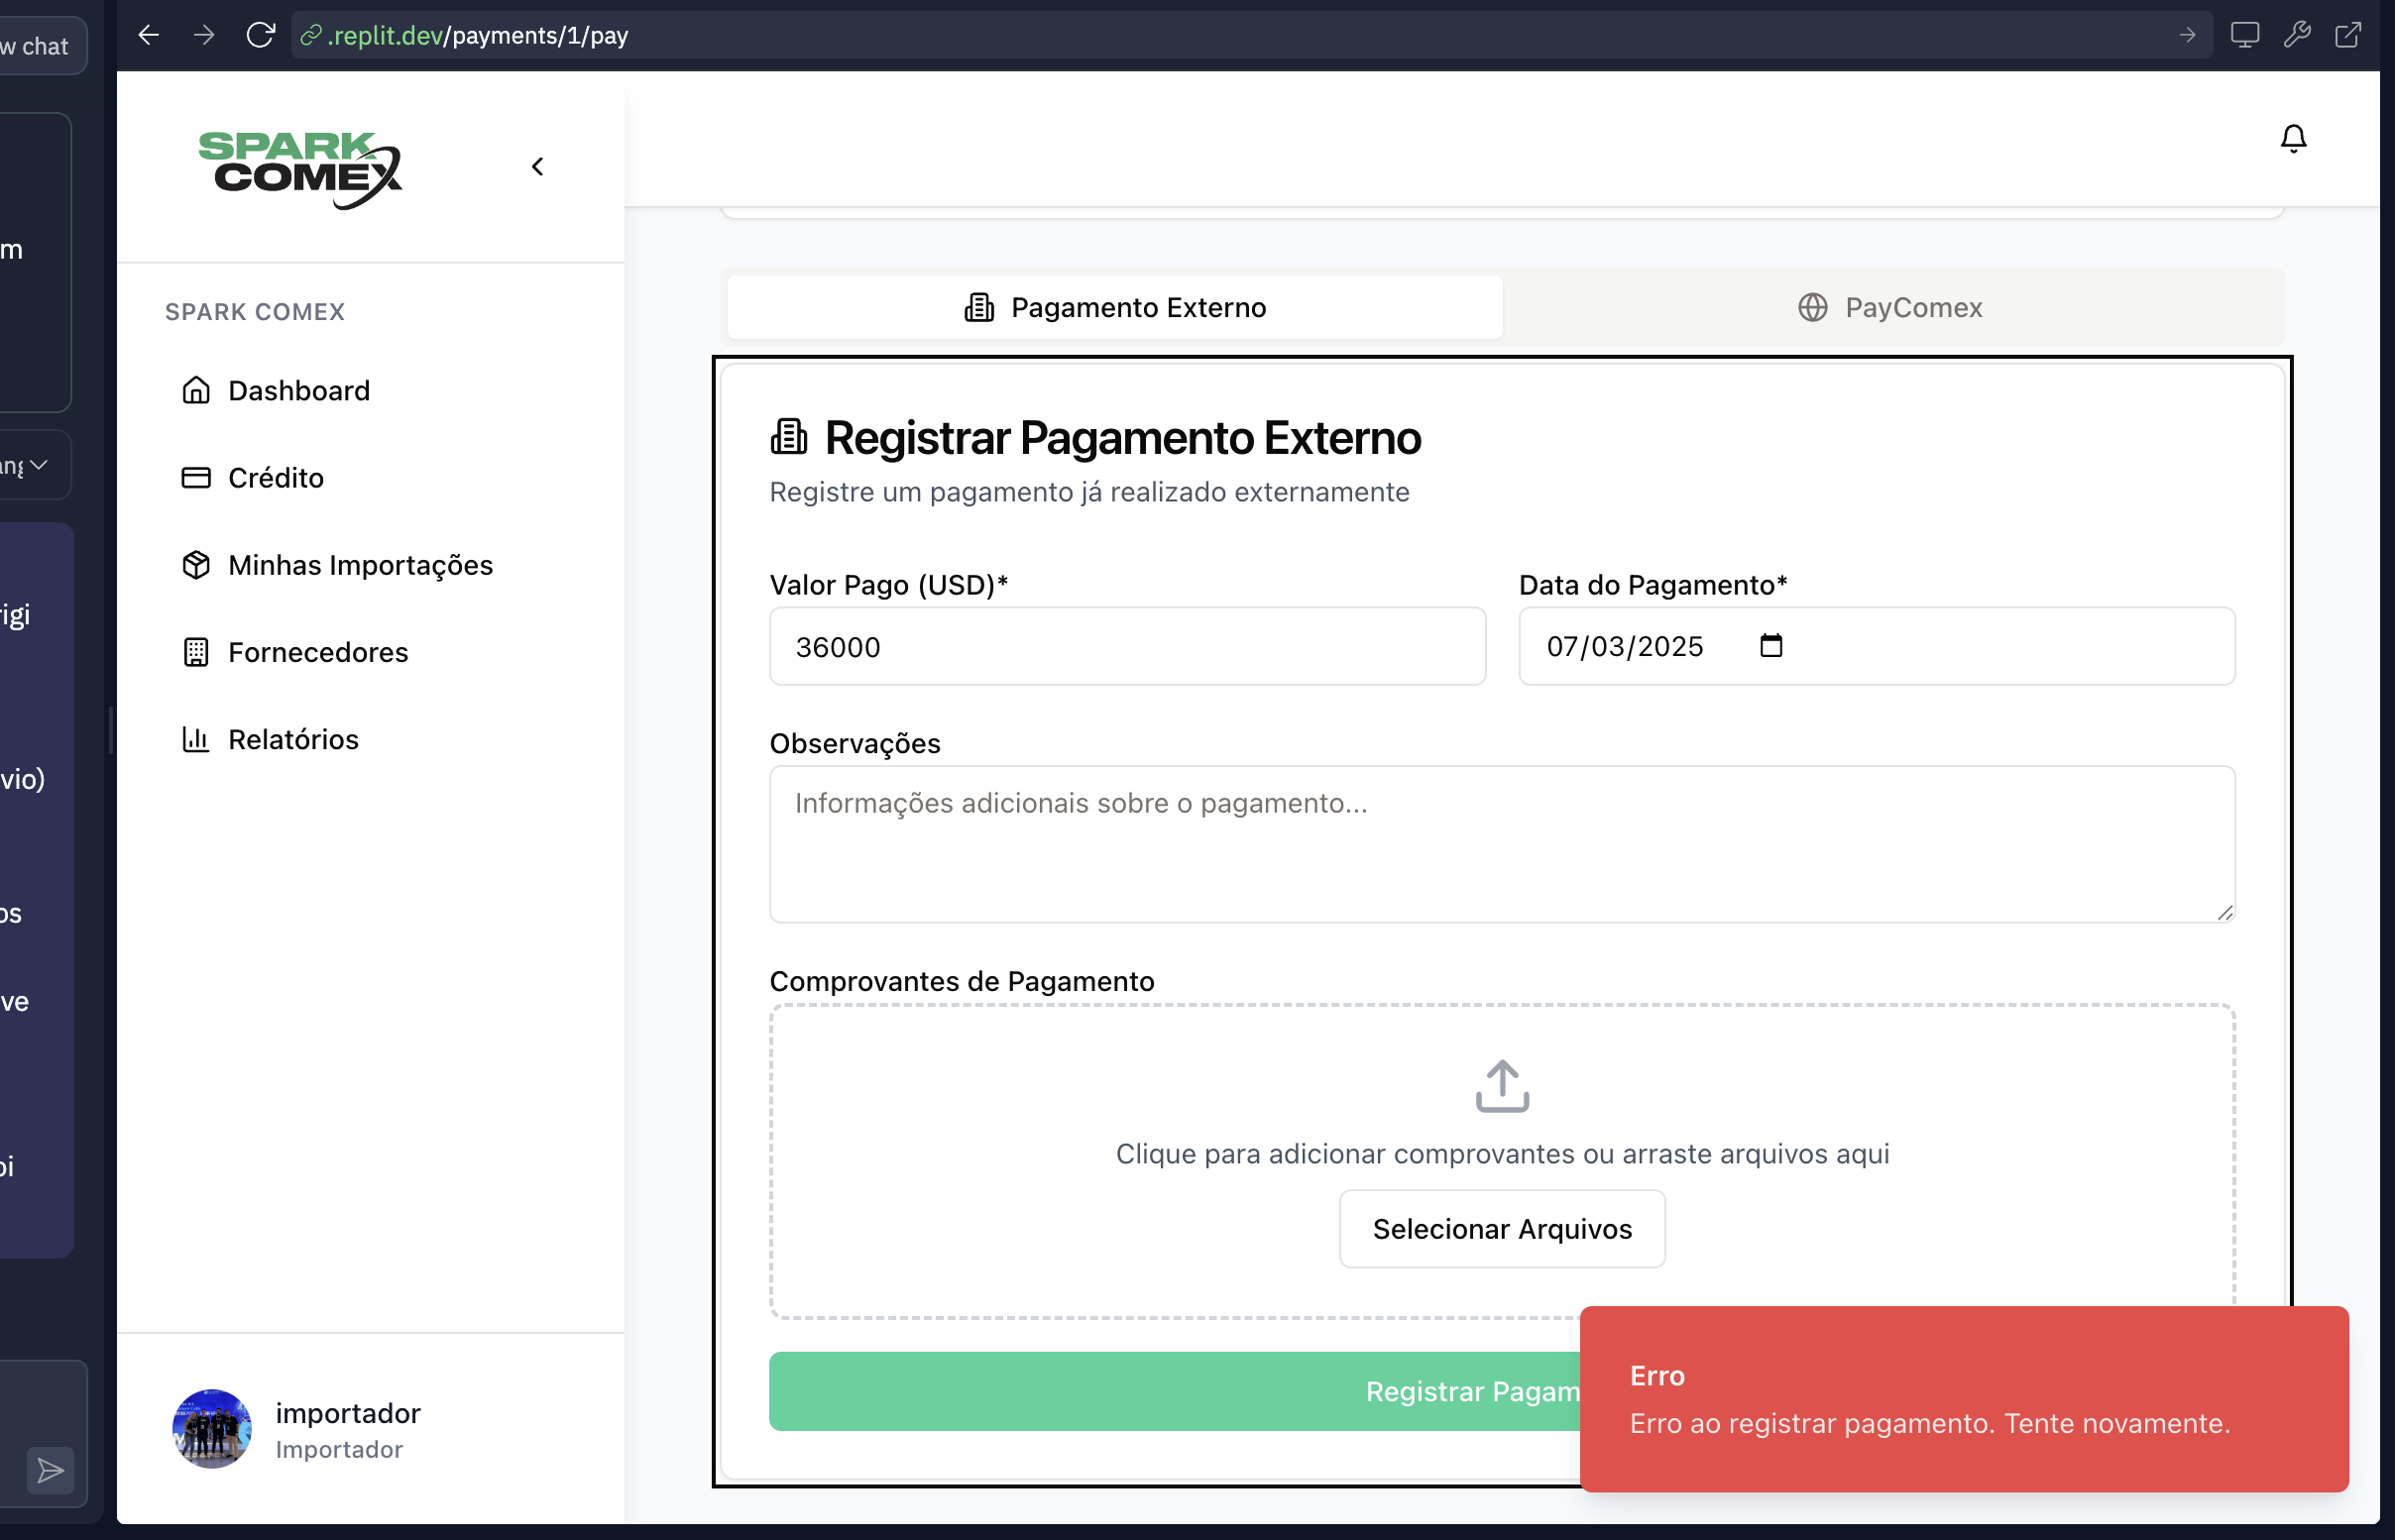 w chat
.replit.dev/payments/1/pay
m
rigi
vio)
os
ve
oi
SPARK
COMEX
SPARK COMEX
Dashboard
Crédito
Minhas Importações
Fornecedores
Relatórios
importador
Importador
Pagamento Externo
PayComex
Registrar Pagamento Externo
Registre um pagamento já realizado externamente
Valor Pago (USD)*
Data do Pagamento*
36000
07/03/2025
Observações
Informações adicionais sobre o pagamento...
Comprovantes de Pagamento
Clique para adicionar comprovantes ou arraste arquivos aqui
Selecionar Arquivos
Registrar Pagam
Erro
Erro ao registrar pagamento. Tente novamente.